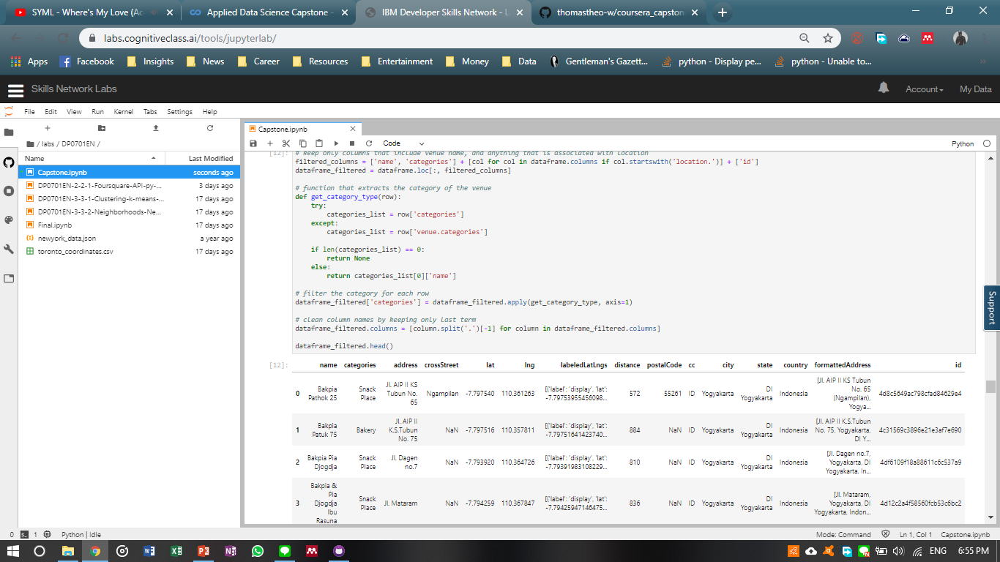 SYML - Where's My Love (Ac
Applied Data Science Capstone -
IBM Developer Skills Network - L
thomastheo-w/coursera_capston
labs.cognitiveclass.ai/tools/jupyterlab/
Apps
Facebook
Insights
News
Career
Resources
Entertainment
Money
Data
Gentleman's Gazett...
python - Display pe...
python - Unable to...
Skills Network Labs
Account
My Data
File Edit View Run Kernel Tabs Settings Help
/ labs / DP0701EN /
Name Last Modified
Capstone.ipynb seconds ago
DP0701EN-2-2-1-Foursquare-API-py-... 3 days ago
DP0701EN-3-3-1-Clustering-k-means-... 17 days ago
DP0701EN-3-3-2-Neighborhoods-Ne... 17 days ago
Final.ipynb 17 days ago
newyork_data.json a year ago
toronto_coordinates.csv 17 days ago
Capstone.ipynb
Code
Python
[12]: # keep only columns that include venue name, and anything that is associated with location
filtered_columns = ['name', 'categories'] + [col for col in dataframe.columns if col.startswith('location.')] + ['id']
dataframe_filtered = dataframe.loc[:, filtered_columns]
# function that extracts the category of the venue
def get_category_type(row):
try:
categories_list = row['categories']
except:
categories_list = row['venue.categories']
if len(categories_list) == 0:
return None
else:
return categories_list[0]['name']
# filter the category for each row
dataframe_filtered['categories'] = dataframe_filtered.apply(get_category_type, axis=1)
# clean column names by keeping only last term
dataframe_filtered.columns = [column.split('.')[-1] for column in dataframe_filtered.columns]
dataframe_filtered.head()
[12]: name categories address crossStreet lat lng labeledLatLngs distance postalCode cc city state country formattedAddress id
0 Bakpia Pathok 25 Snack Place Jl. AIP II KS Tubun No. 65 Ngampilan -7.797540 110.361263 [{'label': 'display', 'lat': -7.79753955456098... 572 55261 ID Yogyakarta DI Yogyakarta Indonesia [Jl. AIP II KS Tubun No. 65 (Ngampilan), Yogya... 4d8c5649ac798cfad84629e4
1 Bakpia Patuk 75 Bakery Jl. AIP II K.S.Tubun No. 75 NaN -7.797516 110.357811 [{'label': 'display', 'lat': -7.79751641423740... 884 NaN ID Yogyakarta DI Yogyakarta Indonesia [Jl. AIP II K.S.Tubun No. 75, Yogyakarta, DI Y... 4c31569c3896e21e3af7e690
2 Bakpia Pia Djogdja Snack Place Jl. Dagen no.7 NaN -7.793920 110.364726 [{'label': 'display', 'lat': -7.79391983108229... 810 NaN ID Yogyakarta DI Yogyakarta Indonesia [Jl. Dagen no.7, Yogyakarta, DI Yogyakarta, In... 4df6109f18a88611c6c537a9
3 Bakpia & Pia Djogdja Ibu Rasuna Snack Place Jl. Mataram NaN -7.794259 110.367847 [{'label': 'display', 'lat': -7.79425947146475... 836 NaN ID Yogyakarta DI Yogyakarta Indonesia [Jl. Mataram, Yogyakarta, DI Yogyakarta, Indon... 4d12c2a4f58560fcb53c6bc2
Support
0 1 Python | Idle
Mode: Command Ln 1, Col 1 Capstone.ipynb
ENG 6:55 PM